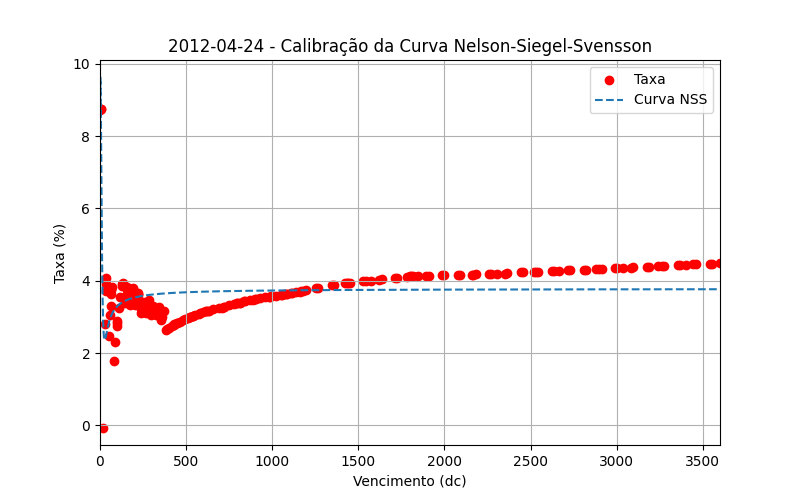 2012-04-24 - Calibração da Curva Nelson-Siegel-Svensson
Taxa
Curva NSS
Taxa (%)
10
8
6
4
2
0
0 500 1000 1500 2000 2500 3000 3500
Vencimento (dc)